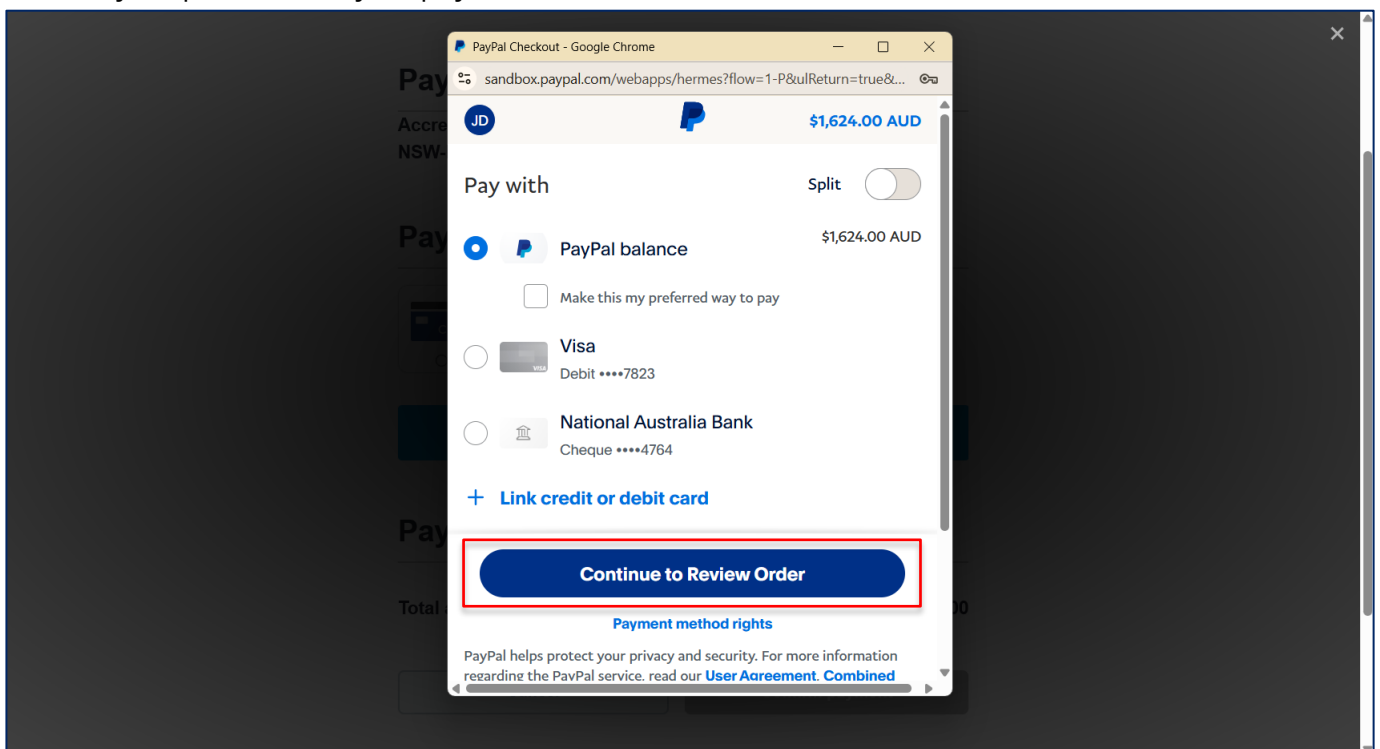 PayPal Checkout - Google Chrome
sandbox.paypal.com/webapps/hermes?flow=1-P&ulReturn=true&...
Pay
JD
$1,624.00 AUD
Accre
NSW-
Pay with
Split
Pay
PayPal balance
$1,624.00 AUD
Make this my preferred way to pay
Visa
VISA
Debit ••••7823
National Australia Bank
Cheque ••••4764
+ Link credit or debit card
Pay
Continue to Review Order
Total
00
Payment method rights
PayPal helps protect your privacy and security. For more information
regarding the PayPal service, read our User Agreement, Combined